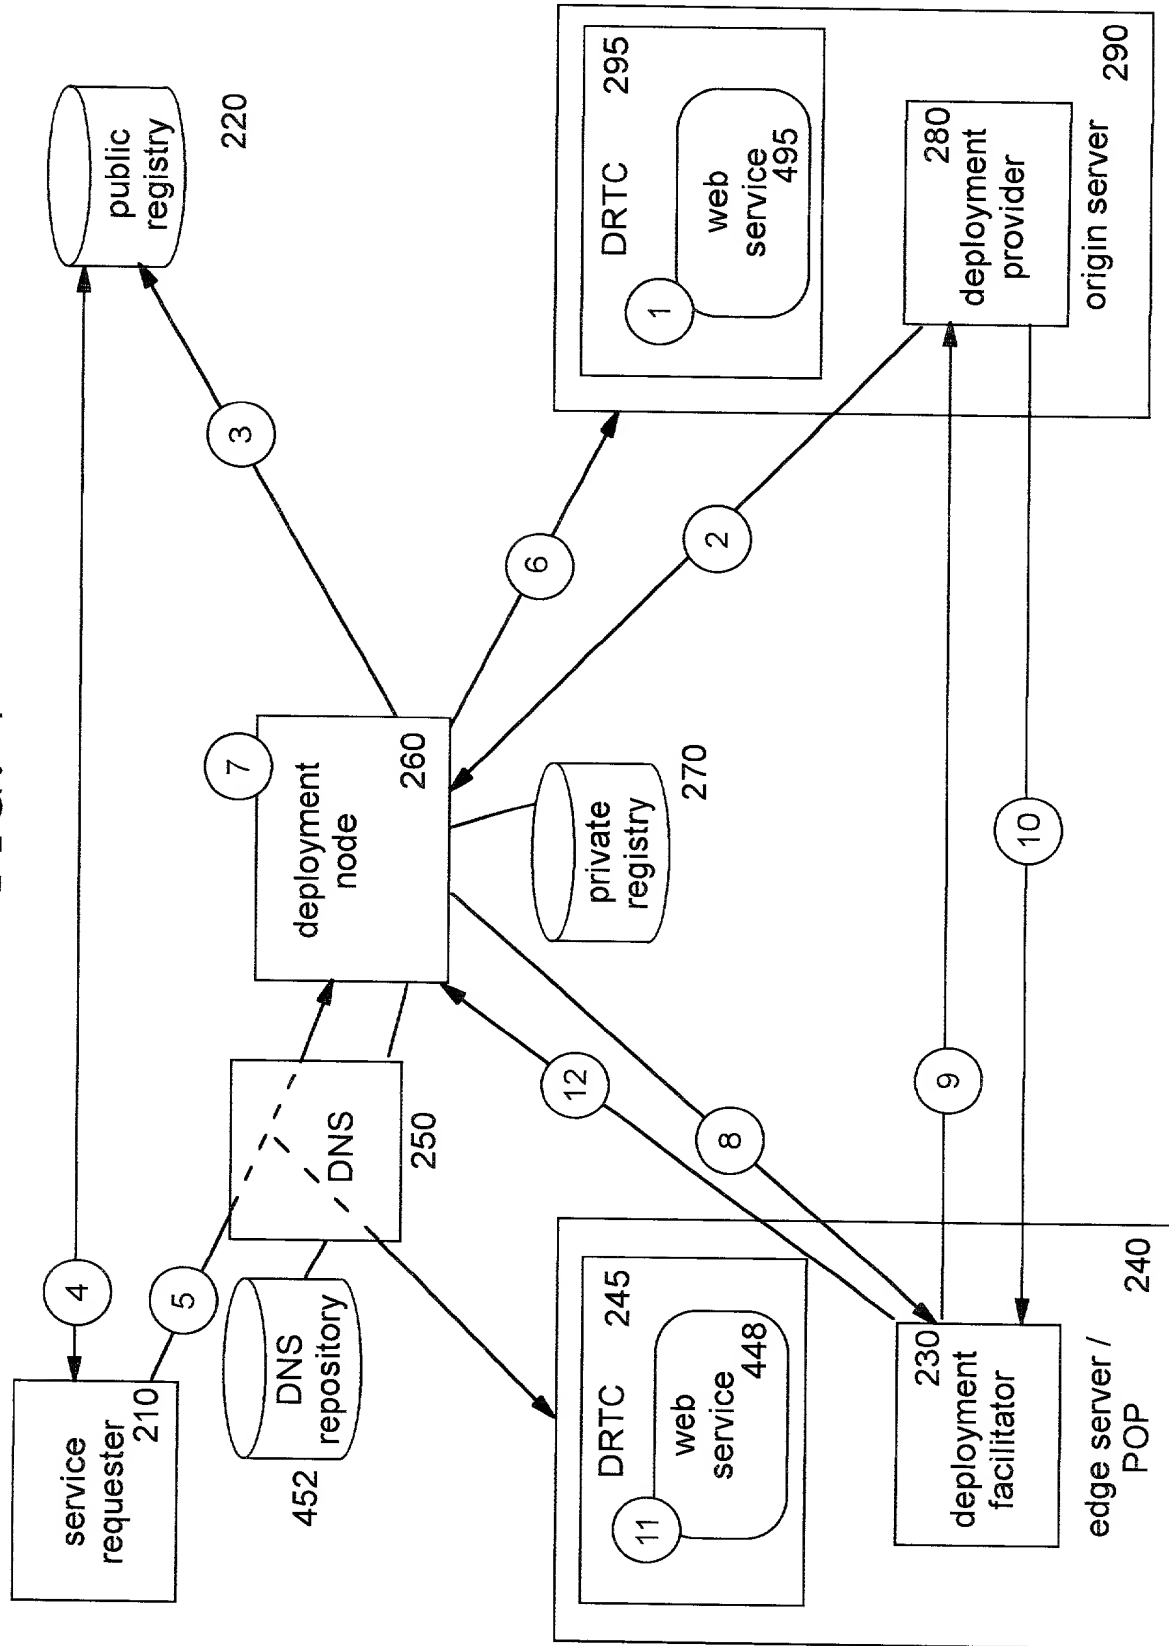 service
requester
210
4
public
registry
220
5
3
DNS
repository
452
DNS
250
7
deployment
node
260
6
12
8
private
registry
270
2
DRTC
245
11
web
service
448
230
deployment
facilitator
edge server /
POP
240
9
10
DRTC
295
1
web
service
495
280
deployment
provider
origin server
290